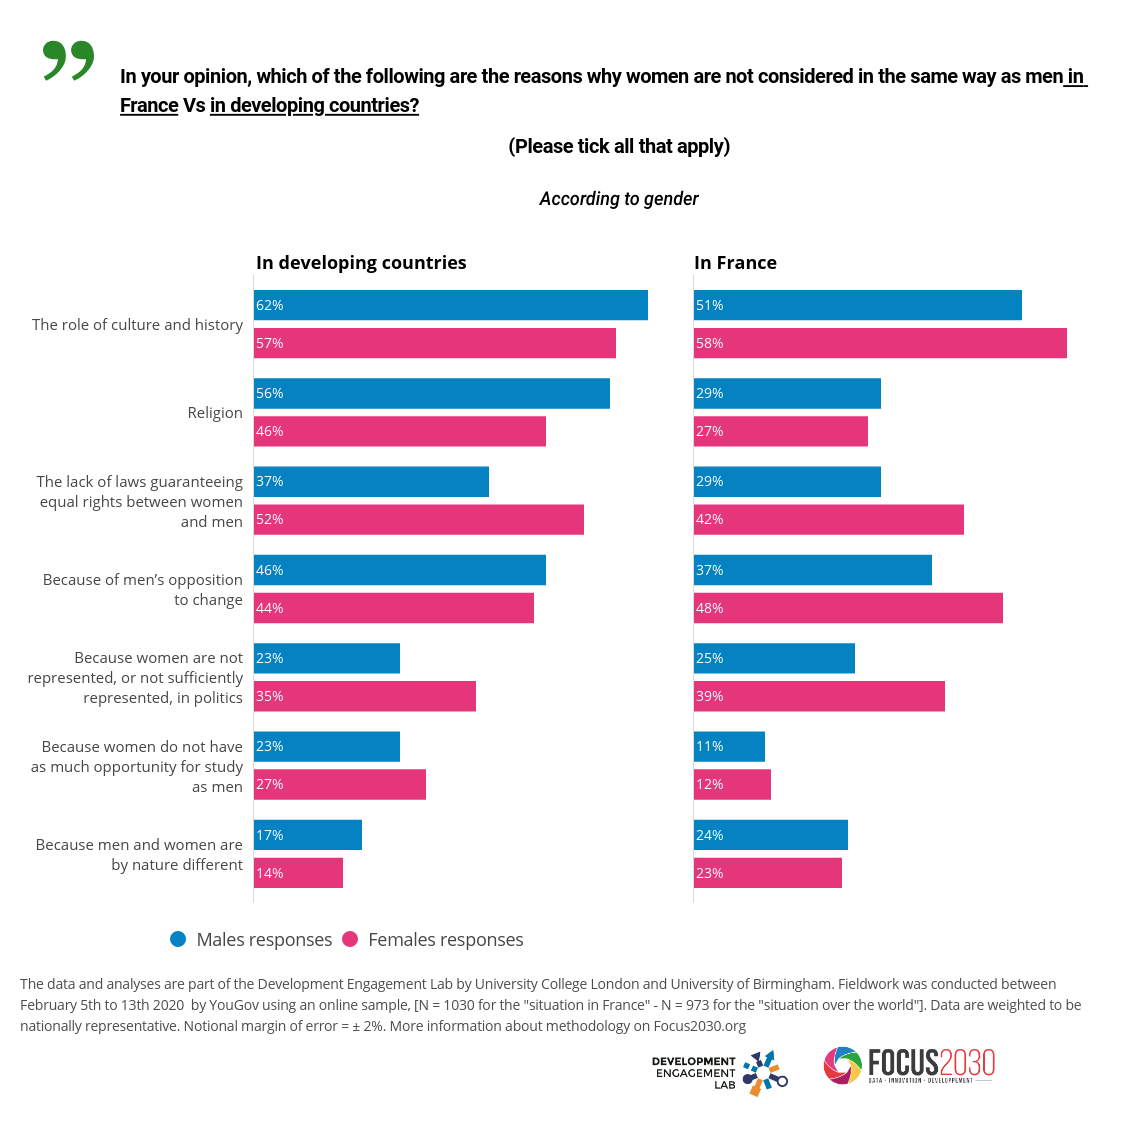 In your opinion, which of the following are the reasons why women are not considered in the same way as men in
France Vs in developing countries?
(Please tick all that apply)
According to gender
In developing countries
In France
The role of culture and history
62%
57%
51%
58%
Religion
56%
46%
29%
27%
The lack of laws guaranteeing
equal rights between women
and men
37%
52%
29%
42%
Because of men’s opposition
to change
46%
44%
37%
48%
Because women are not
represented, or not sufficiently
represented, in politics
23%
35%
25%
39%
Because women do not have
as much opportunity for study
as men
23%
27%
11%
12%
Because men and women are
by nature different
17%
14%
24%
23%
Males responses
Females responses
The data and analyses are part of the Development Engagement Lab by University College London and University of Birmingham. Fieldwork was conducted between
February 5th to 13th 2020 by YouGov using an online sample, [N = 1030 for the "situation in France" - N = 973 for the "situation over the world"]. Data are weighted to be
nationally representative. Notional margin of error = ± 2%. More information about methodology on Focus2030.org
DEVELOPMENT
ENGAGEMENT
LAB
FOCUS2030
DATA · INNOVATION · DEVELOPPEMENT